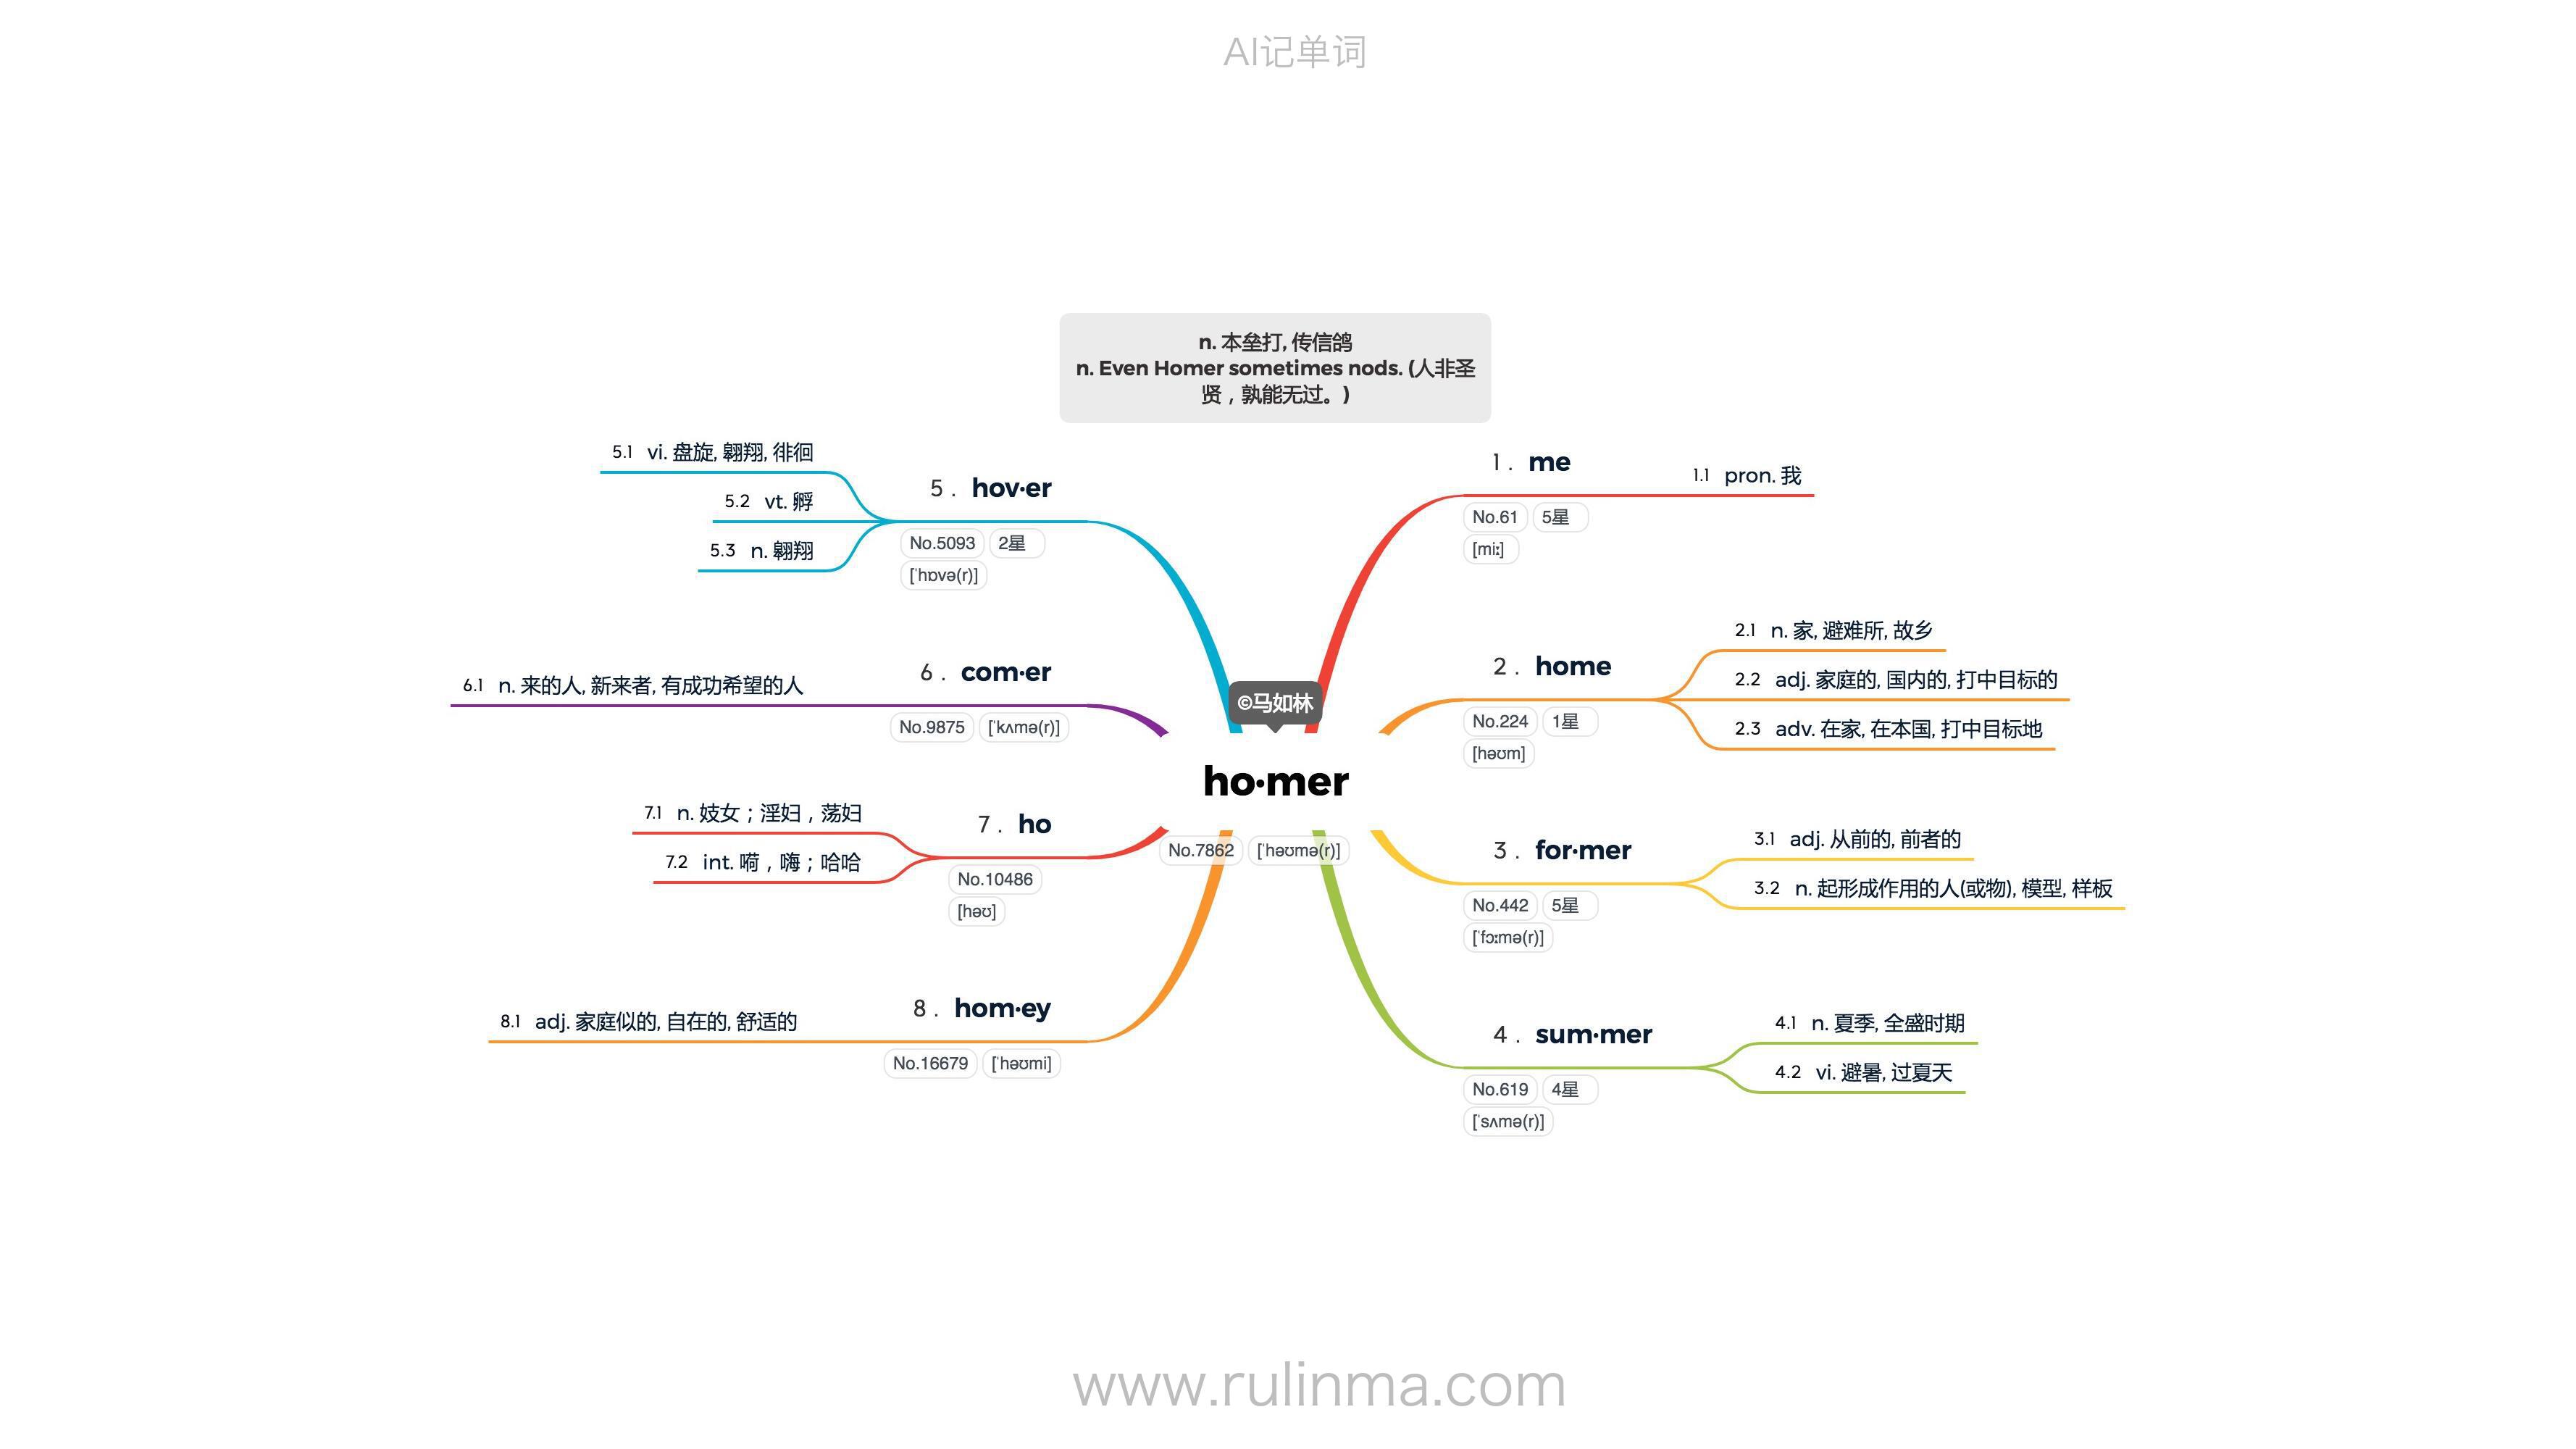 AI记单词
n. 本垒打, 传信鸽
n. Even Homer sometimes nods. (人非圣
贤，孰能无过。)
©马如林
ho·mer
No.7862 [ˈhəʊmə(r)]
1 . me
No.61 5星
[miː]
1.1 pron. 我
2 . home
No.224 1星
[həʊm]
2.1 n. 家, 避难所, 故乡
2.2 adj. 家庭的, 国内的, 打中目标的
2.3 adv. 在家, 在本国, 打中目标地
3 . for·mer
No.442 5星
[ˈfɔːmə(r)]
3.1 adj. 从前的, 前者的
3.2 n. 起形成作用的人(或物), 模型, 样板
4 . sum·mer
No.619 4星
[ˈsʌmə(r)]
4.1 n. 夏季, 全盛时期
4.2 vi. 避暑, 过夏天
5 . hov·er
No.5093 2星
[ˈhɒvə(r)]
5.1 vi. 盘旋, 翱翔, 徘徊
5.2 vt. 孵
5.3 n. 翱翔
6 . com·er
No.9875 [ˈkʌmə(r)]
6.1 n. 来的人, 新来者, 有成功希望的人
7 . ho
No.10486
[həʊ]
7.1 n. 妓女；淫妇，荡妇
7.2 int. 嗬，嗨；哈哈
8 . hom·ey
No.16679 [ˈhəʊmi]
8.1 adj. 家庭似的, 自在的, 舒适的
www.rulinma.com